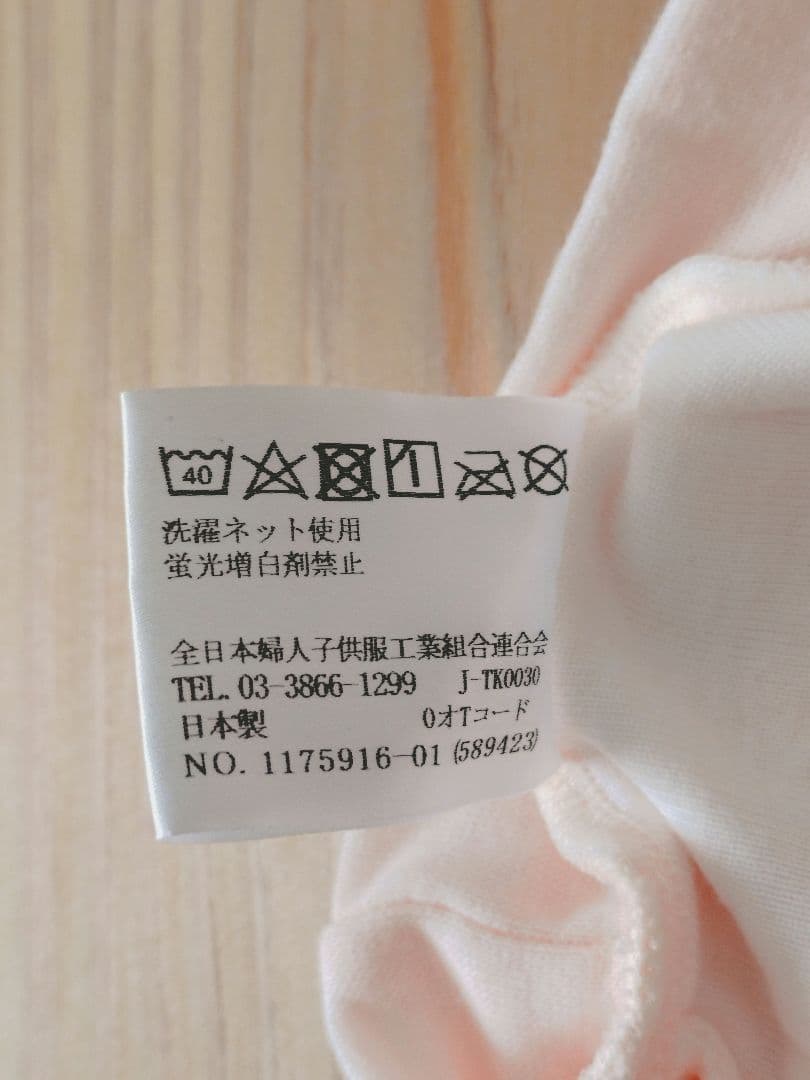 40
洗濯ネット使用
蛍光増白剤禁止
全日本婦人子供服工業組合連合会
TEL. 03-3866-1299 J-TK0030
日本製 0オTコード
NO. 1175916-01 (589423)